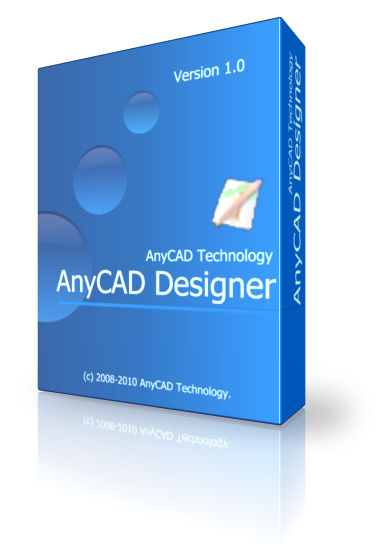 Version 1.0
AnyCAD Technology
AnyCAD Designer
(c) 2008-2010 AnyCAD Technology.
AnyCAD Technology
AnyCAD Designer